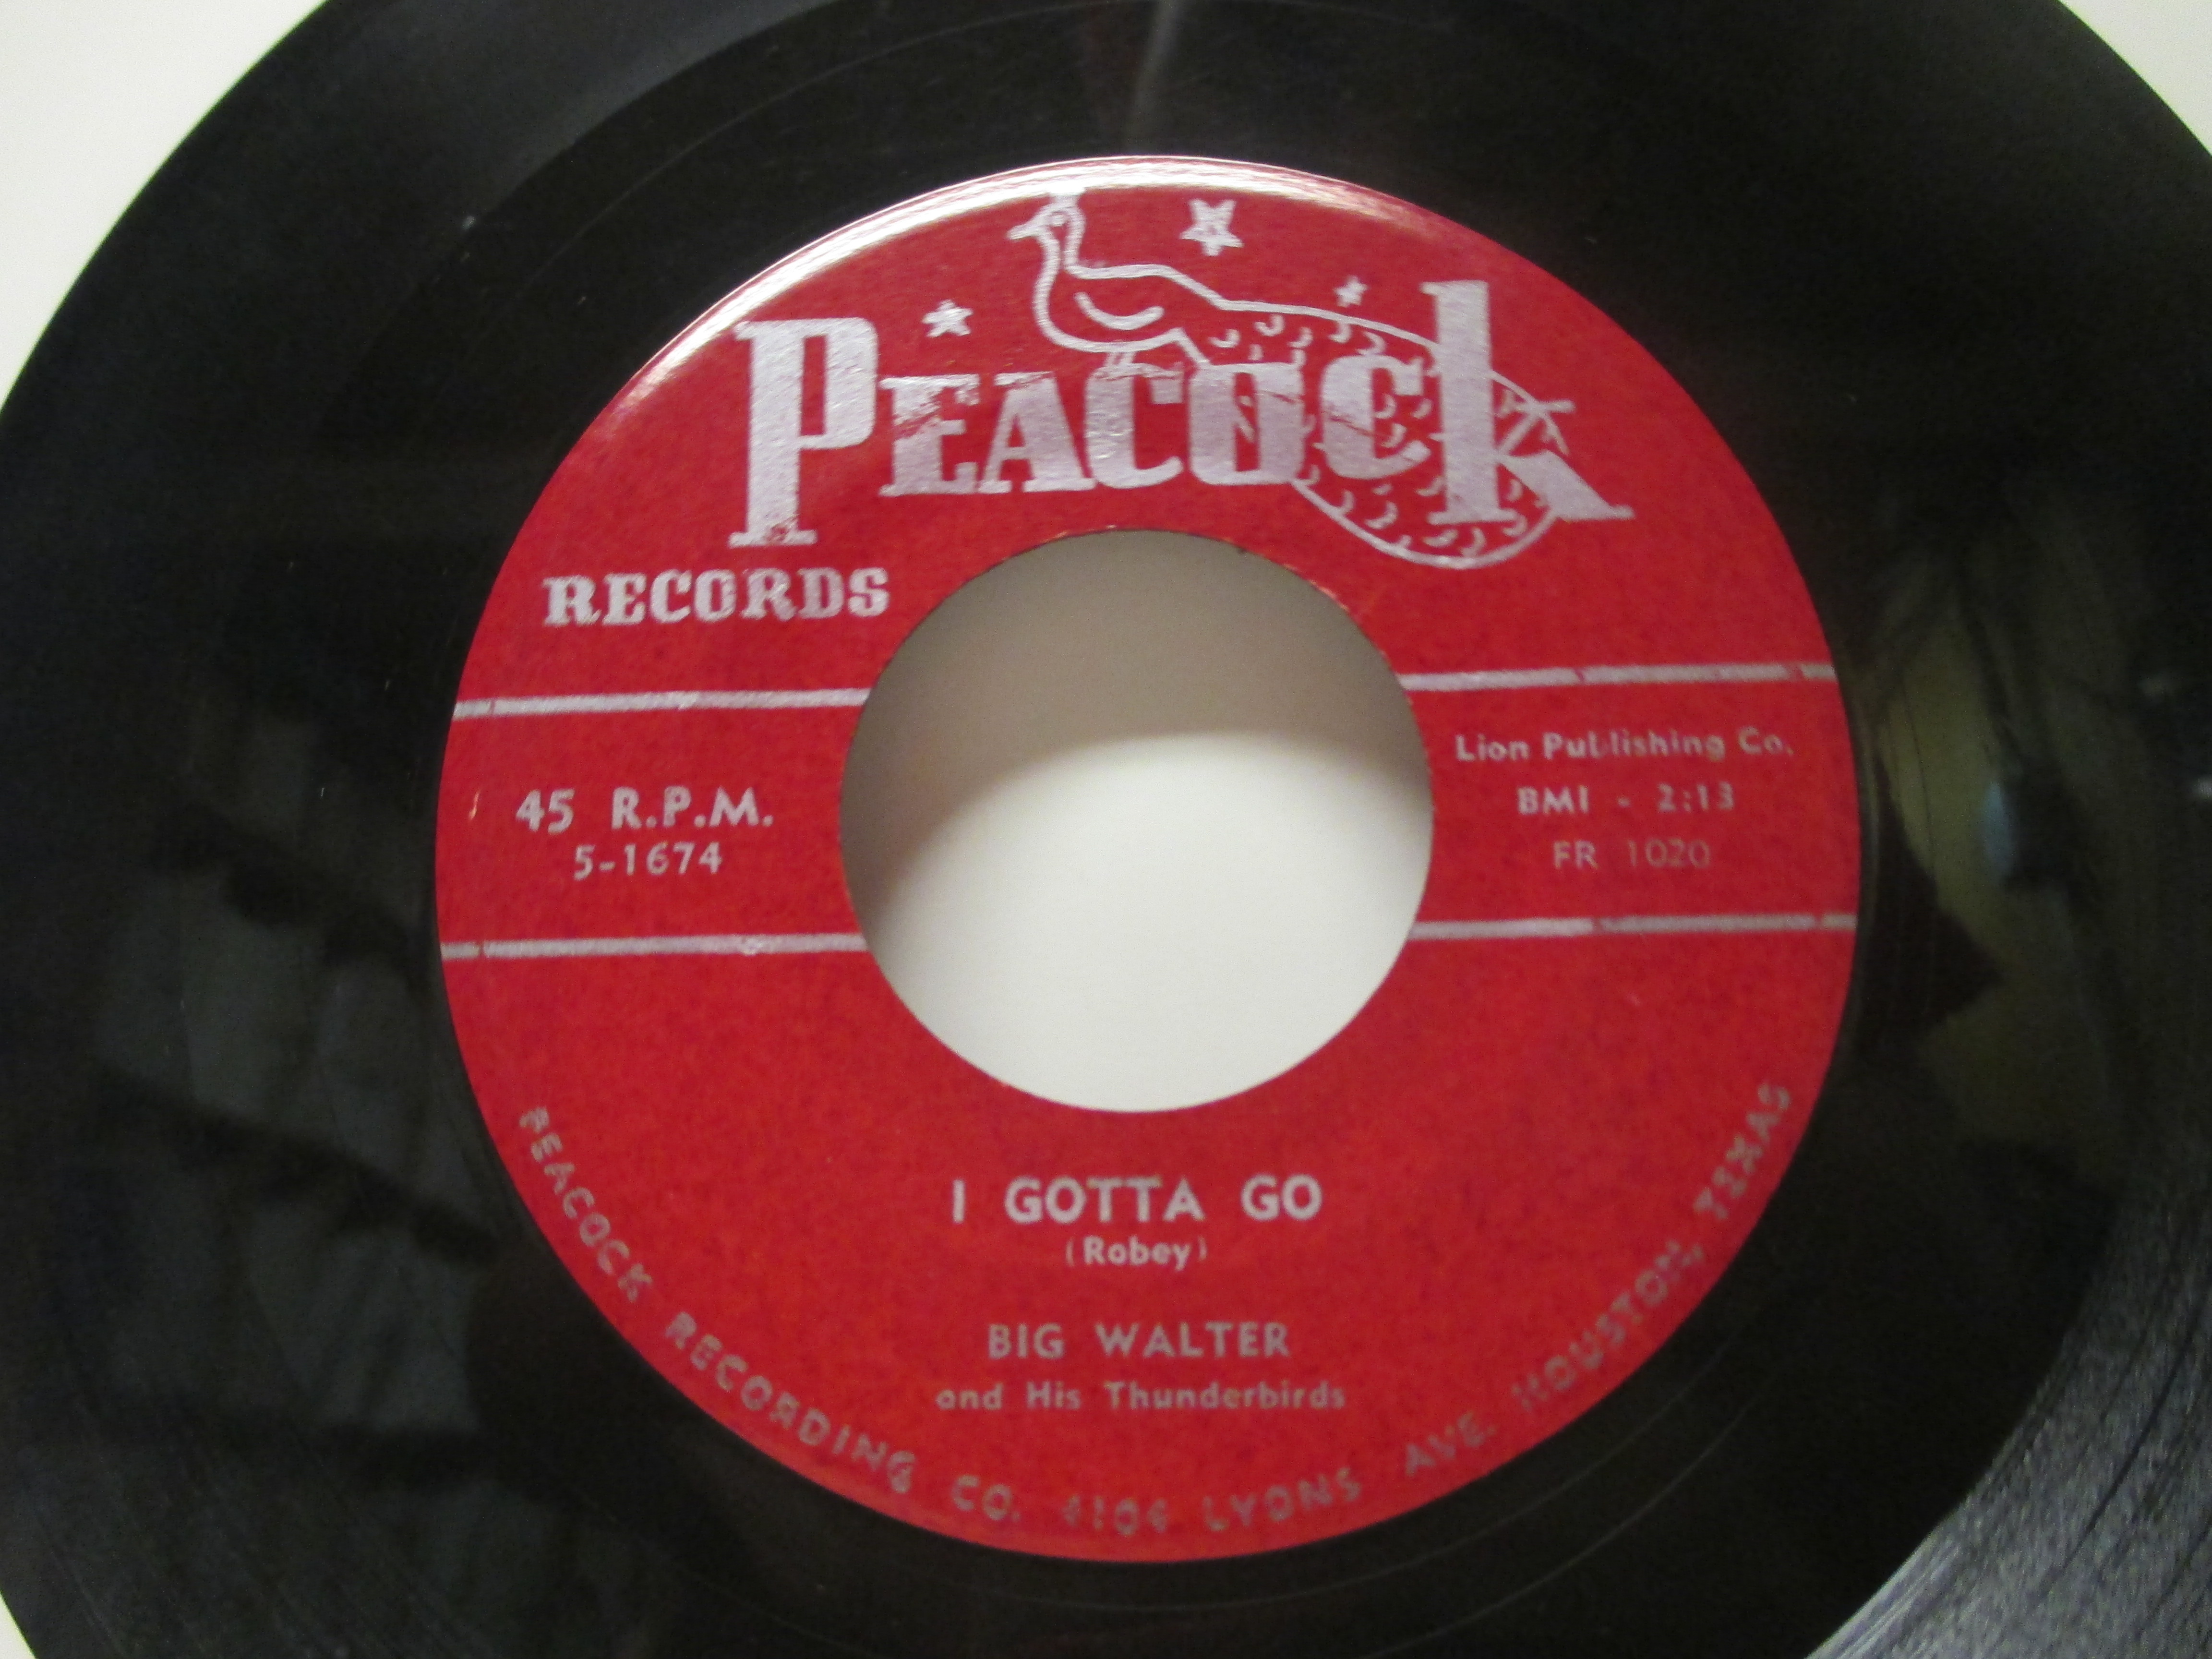 PEACOCK
RECORDS
45 R.P.M.
5-1674
Lion Publishing Co.
BMI - 2:13
FR 1020
I GOTTA GO
(Robey)
BIG WALTER
and His Thunderbirds
PEACOCK RECORDING CO. 4104 LYONS AVE. HOUSTON, TEXAS